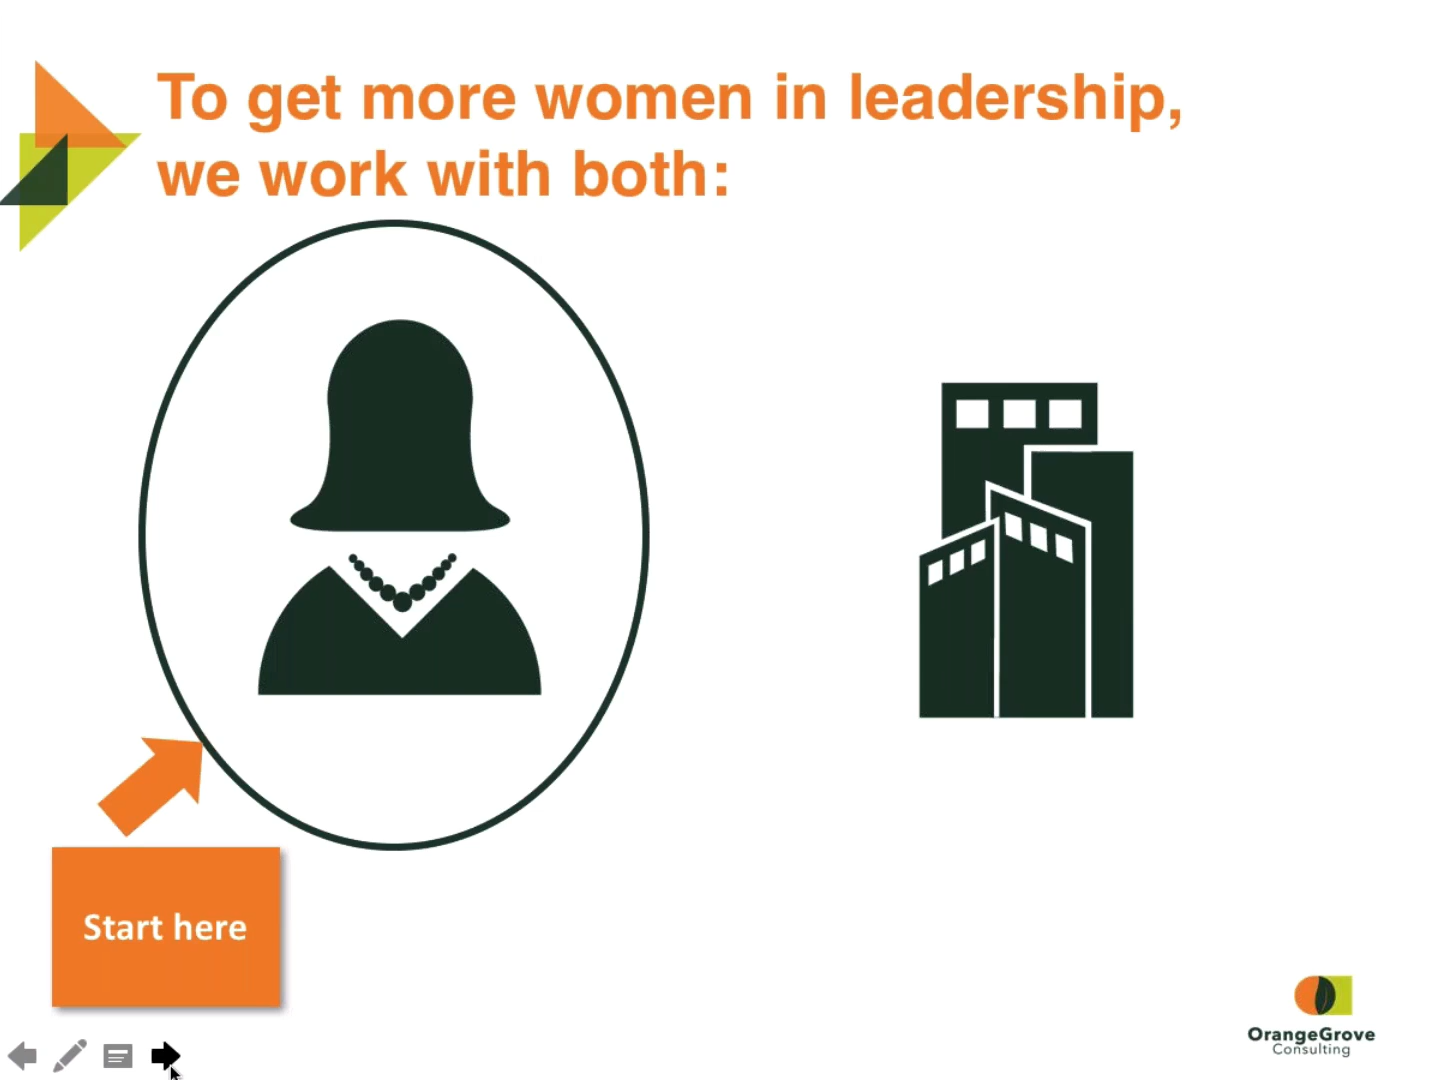 To get more women in leadership,
we work with both:
Start here
OrangeGrove
Consulting